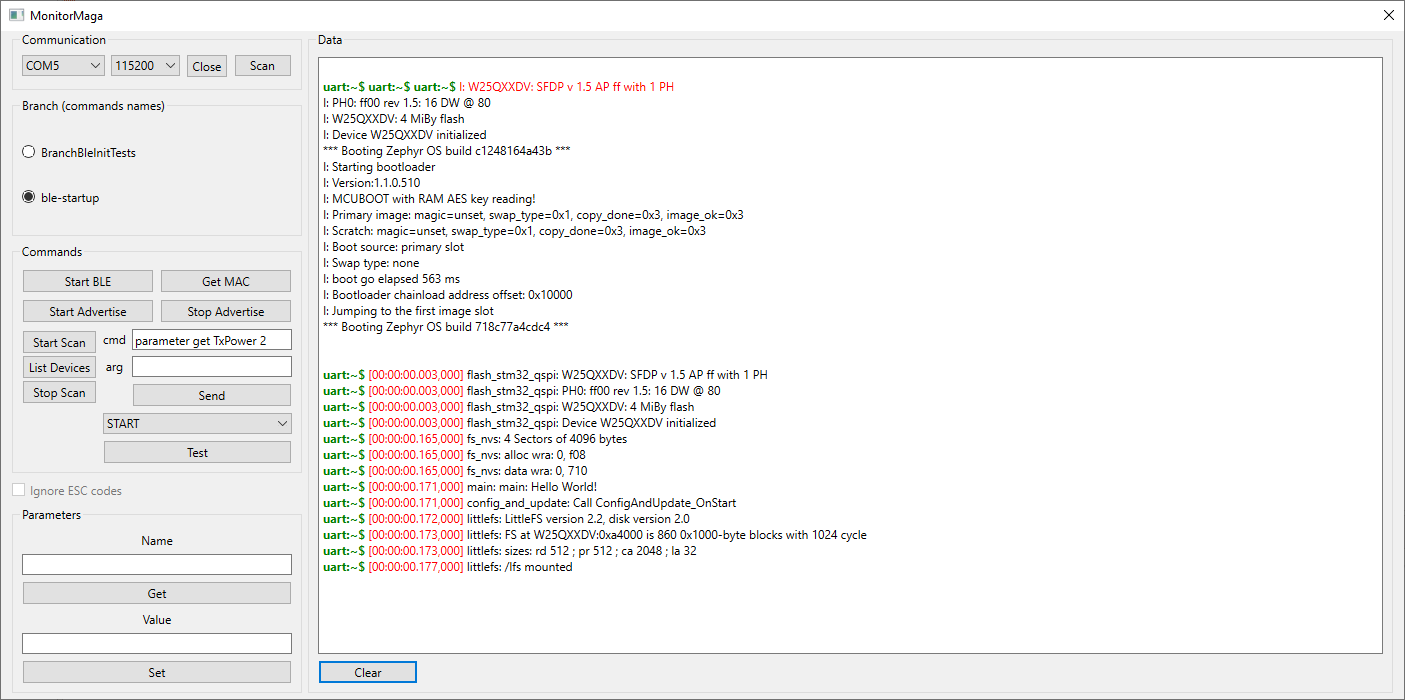 MonitorMaga
Communication
COM5
115200
Close
Scan
Branch (commands names)
BranchBleInitTests
ble-startup
Commands
Start BLE
Get MAC
Start Advertise
Stop Advertise
Start Scan
cmd
parameter get TxPower 2
List Devices
arg
Stop Scan
Send
START
Test
Ignore ESC codes
Parameters
Name
Get
Value
Set
Data
uart:~$ uart:~$ uart:~$ I: W25QXXDV: SFDP v 1.5 AP ff with 1 PH
I: PH0: ff00 rev 1.5: 16 DW @ 80
I: W25QXXDV: 4 MiBy flash
I: Device W25QXXDV initialized
*** Booting Zephyr OS build c1248164a43b ***
I: Starting bootloader
I: Version:1.1.0.510
I: MCUBOOT with RAM AES key reading!
I: Primary image: magic=unset, swap_type=0x1, copy_done=0x3, image_ok=0x3
I: Scratch: magic=unset, swap_type=0x1, copy_done=0x3, image_ok=0x3
I: Boot source: primary slot
I: Swap type: none
I: boot go elapsed 563 ms
I: Bootloader chainload address offset: 0x10000
I: Jumping to the first image slot
*** Booting Zephyr OS build 718c77a4cdc4 ***
uart:~$ [00:00:00.003,000] flash_stm32_qspi: W25QXXDV: SFDP v 1.5 AP ff with 1 PH
uart:~$ [00:00:00.003,000] flash_stm32_qspi: PH0: ff00 rev 1.5: 16 DW @ 80
uart:~$ [00:00:00.003,000] flash_stm32_qspi: W25QXXDV: 4 MiBy flash
uart:~$ [00:00:00.003,000] flash_stm32_qspi: Device W25QXXDV initialized
uart:~$ [00:00:00.165,000] fs_nvs: 4 Sectors of 4096 bytes
uart:~$ [00:00:00.165,000] fs_nvs: alloc wra: 0, f08
uart:~$ [00:00:00.165,000] fs_nvs: data wra: 0, 710
uart:~$ [00:00:00.171,000] main: main: Hello World!
uart:~$ [00:00:00.171,000] config_and_update: Call ConfigAndUpdate_OnStart
uart:~$ [00:00:00.172,000] littlefs: LittleFS version 2.2, disk version 2.0
uart:~$ [00:00:00.173,000] littlefs: FS at W25QXXDV:0xa4000 is 860 0x1000-byte blocks with 1024 cycle
uart:~$ [00:00:00.173,000] littlefs: sizes: rd 512 ; pr 512 ; ca 2048 ; la 32
uart:~$ [00:00:00.177,000] littlefs: /lfs mounted
Clear